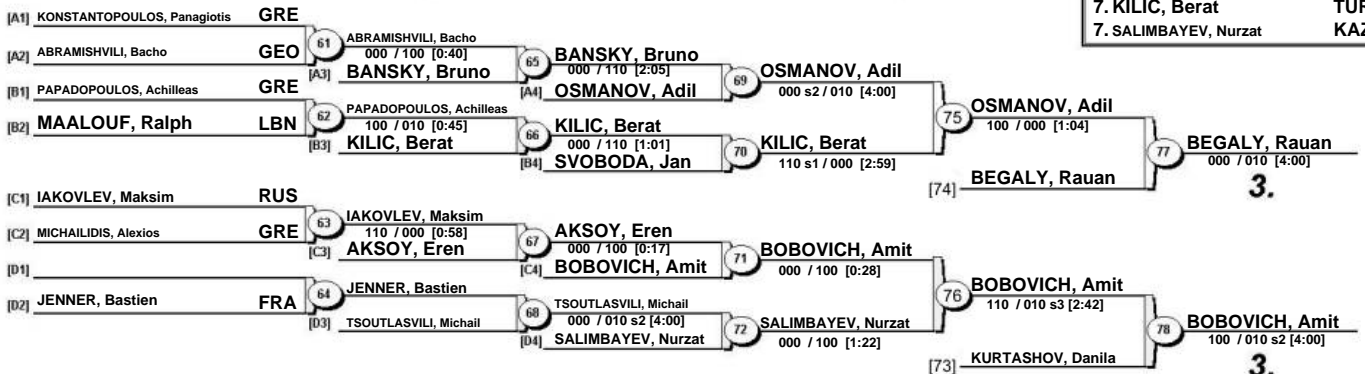 7. KILIC, Berat
7. SALIMBAYEV, Nurzat KAZ
[A1] KONSTANTOPOULOS, Panagiotis GRE
61 ABRAMISHVILI, Bacho
000 / 100 [0:40]
[A2] ABRAMISHVILI, Bacho GEO
[A3] BANSKY, Bruno
65 BANSKY, Bruno
000 / 110 [2:05]
[A4] OSMANOV, Adil
69 OSMANOV, Adil
000 s2 / 010 [4:00]
[B1] PAPADOPOULOS, Achilleas GRE
62 PAPADOPOULOS, Achilleas
100 / 010 [0:45]
[B2] MAALOUF, Ralph LBN
[B3] KILIC, Berat
66 KILIC, Berat
000 / 110 [1:01]
[B4] SVOBODA, Jan
70 KILIC, Berat
110 s1 / 000 [2:59]
75 OSMANOV, Adil
100 / 000 [1:04]
[74] BEGALY, Rauan
77 BEGALY, Rauan
000 / 010 [4:00]
3.
[C1] IAKOVLEV, Maksim RUS
63 IAKOVLEV, Maksim
110 / 000 [0:58]
[C2] MICHAILIDIS, Alexios GRE
[C3] AKSOY, Eren
67 AKSOY, Eren
000 / 100 [0:17]
[C4] BOBOVICH, Amit
71 BOBOVICH, Amit
000 / 100 [0:28]
[D1]
64 JENNER, Bastien
[D2] JENNER, Bastien FRA
[D3] TSOUTLASVILI, Michail
68 TSOUTLASVILI, Michail
000 / 010 s2 [4:00]
[D4] SALIMBAYEV, Nurzat
72 SALIMBAYEV, Nurzat
000 / 100 [1:22]
76 BOBOVICH, Amit
110 / 010 s3 [2:42]
[73] KURTASHOV, Danila
78 BOBOVICH, Amit
100 / 010 s2 [4:00]
3.